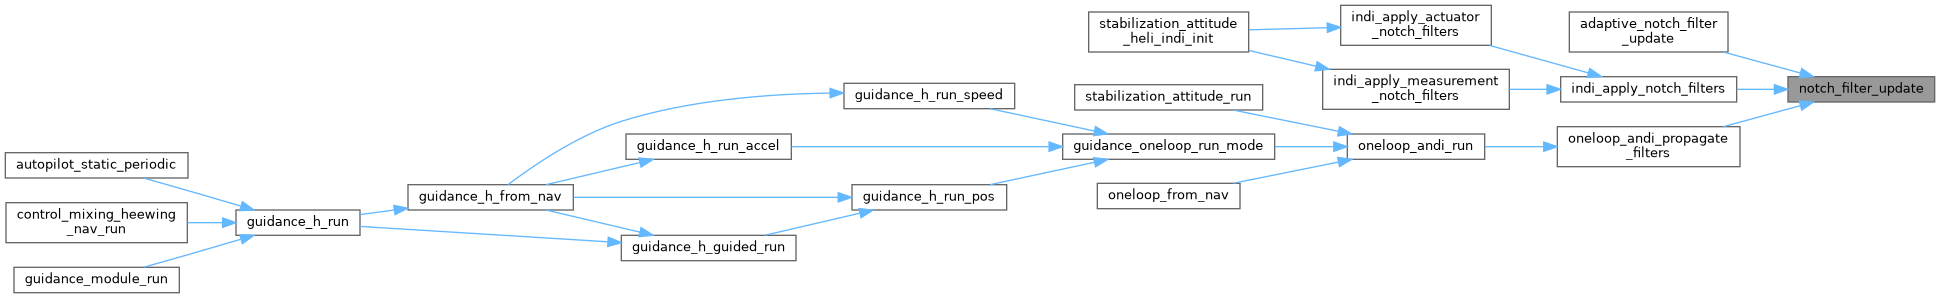 stabilization_attitude
_heli_indi_init
indi_apply_actuator
_notch_filters
adaptive_notch_filter
_update
guidance_h_run_speed
stabilization_attitude_run
indi_apply_measurement
_notch_filters
indi_apply_notch_filters
notch_filter_update
guidance_h_run_accel
guidance_oneloop_run_mode
oneloop_andi_run
oneloop_andi_propagate
_filters
autopilot_static_periodic
guidance_h_from_nav
guidance_h_run_pos
oneloop_from_nav
control_mixing_heewing
_nav_run
guidance_h_run
guidance_h_guided_run
guidance_module_run